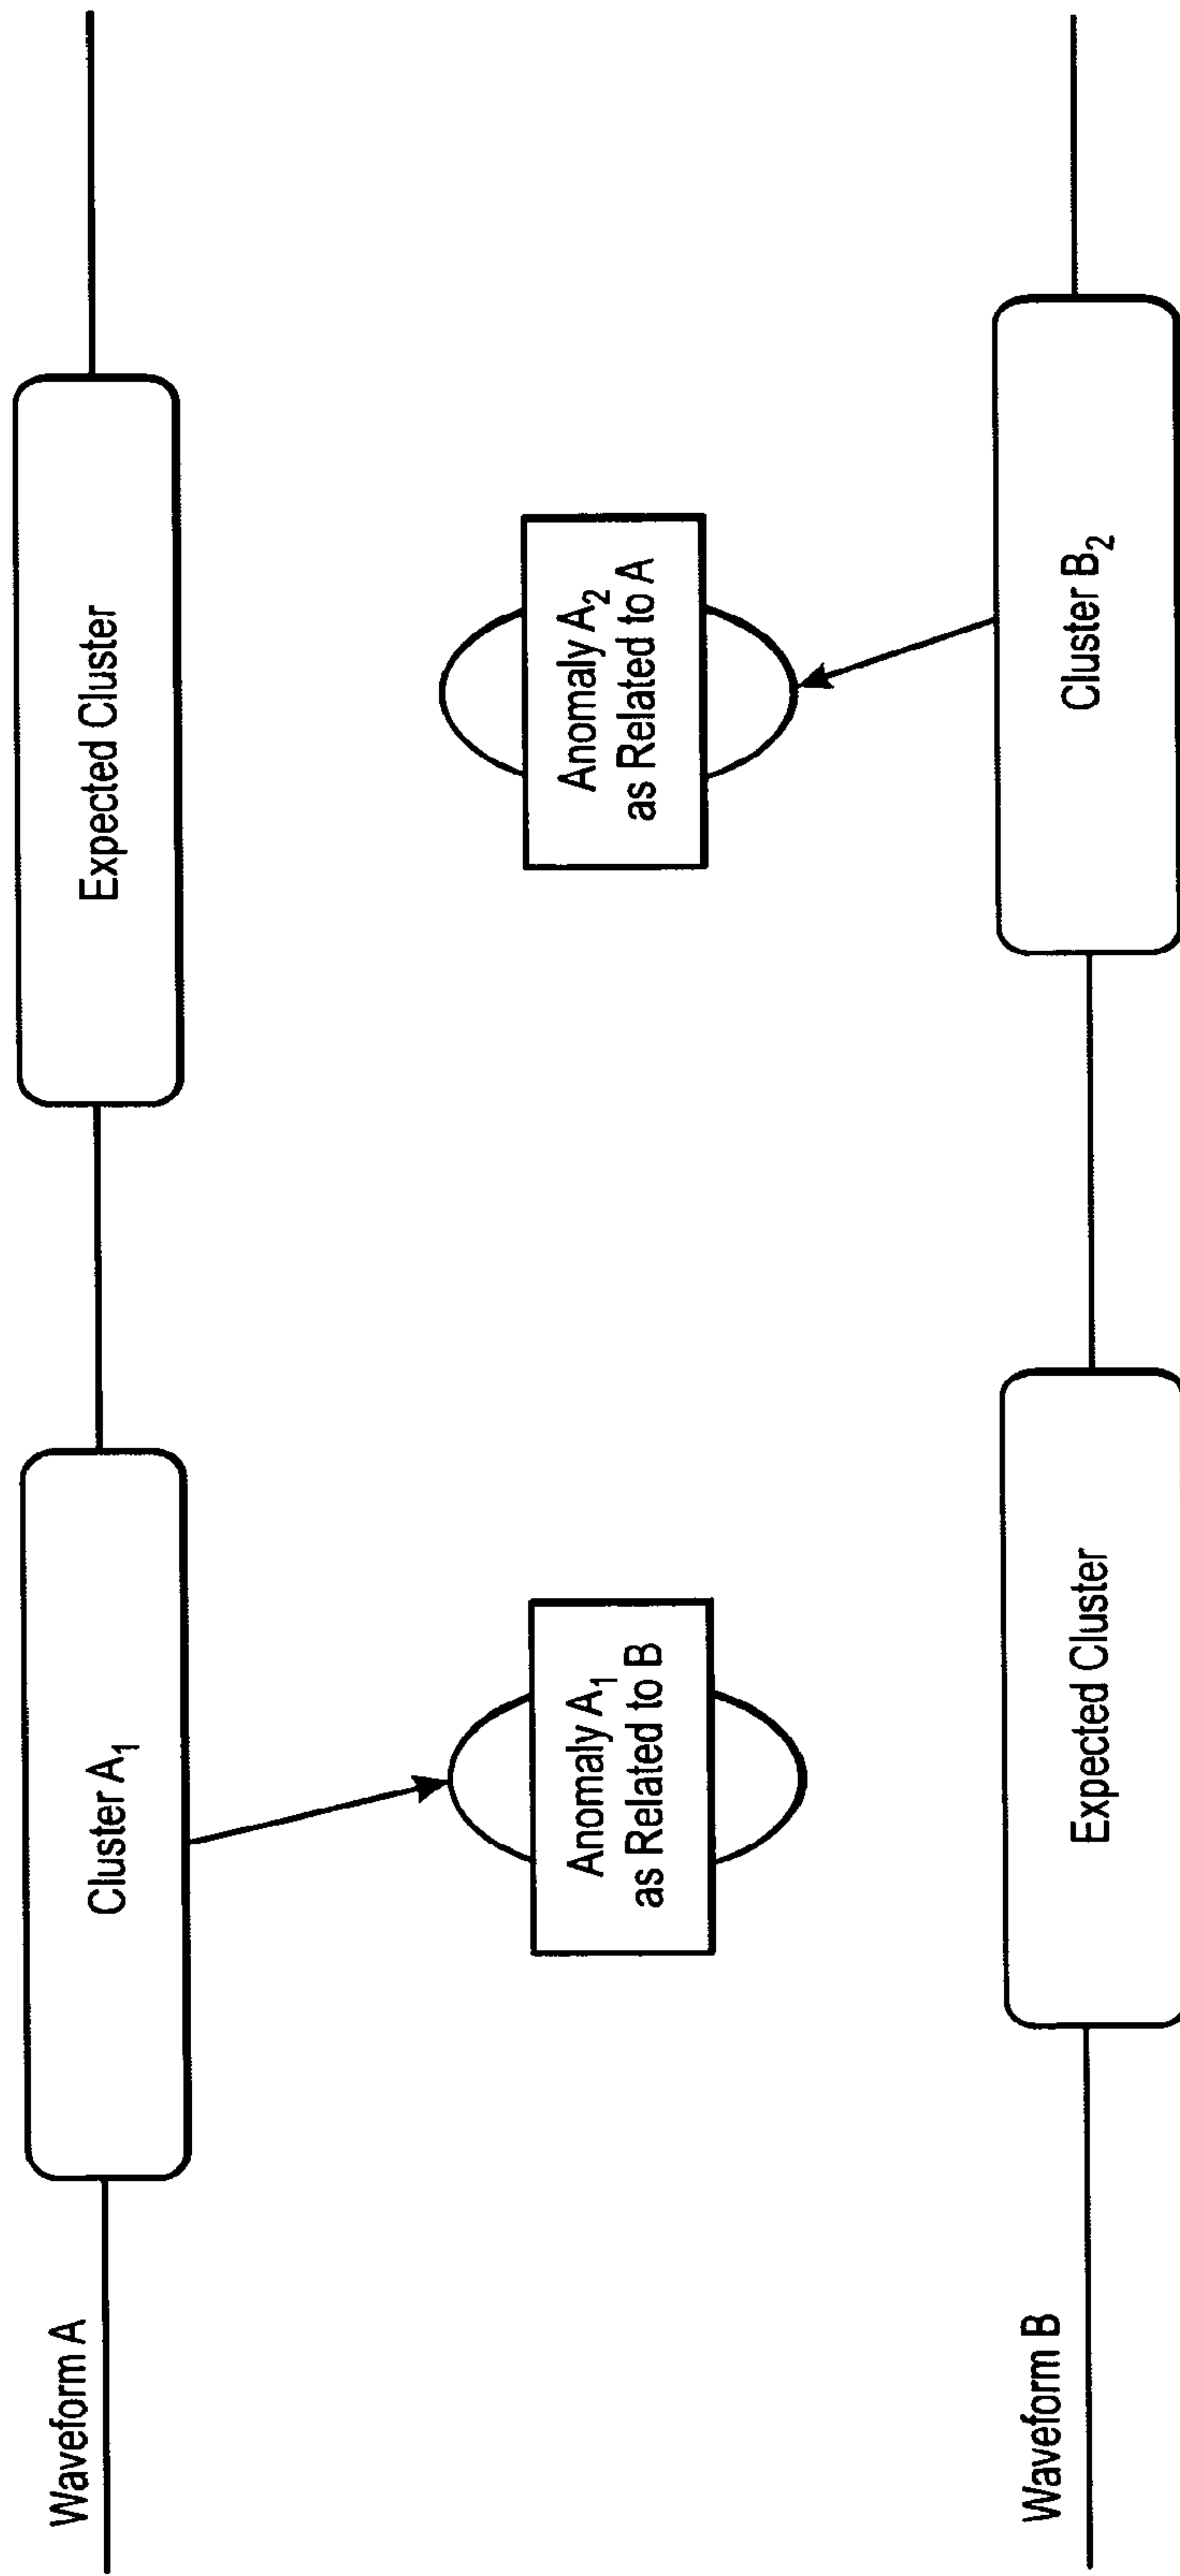 Waveform A
Cluster A₁
Expected Cluster
Anomaly A₁
as Related to B
Anomaly A₂
as Related to A
Waveform B
Expected Cluster
Cluster B₂